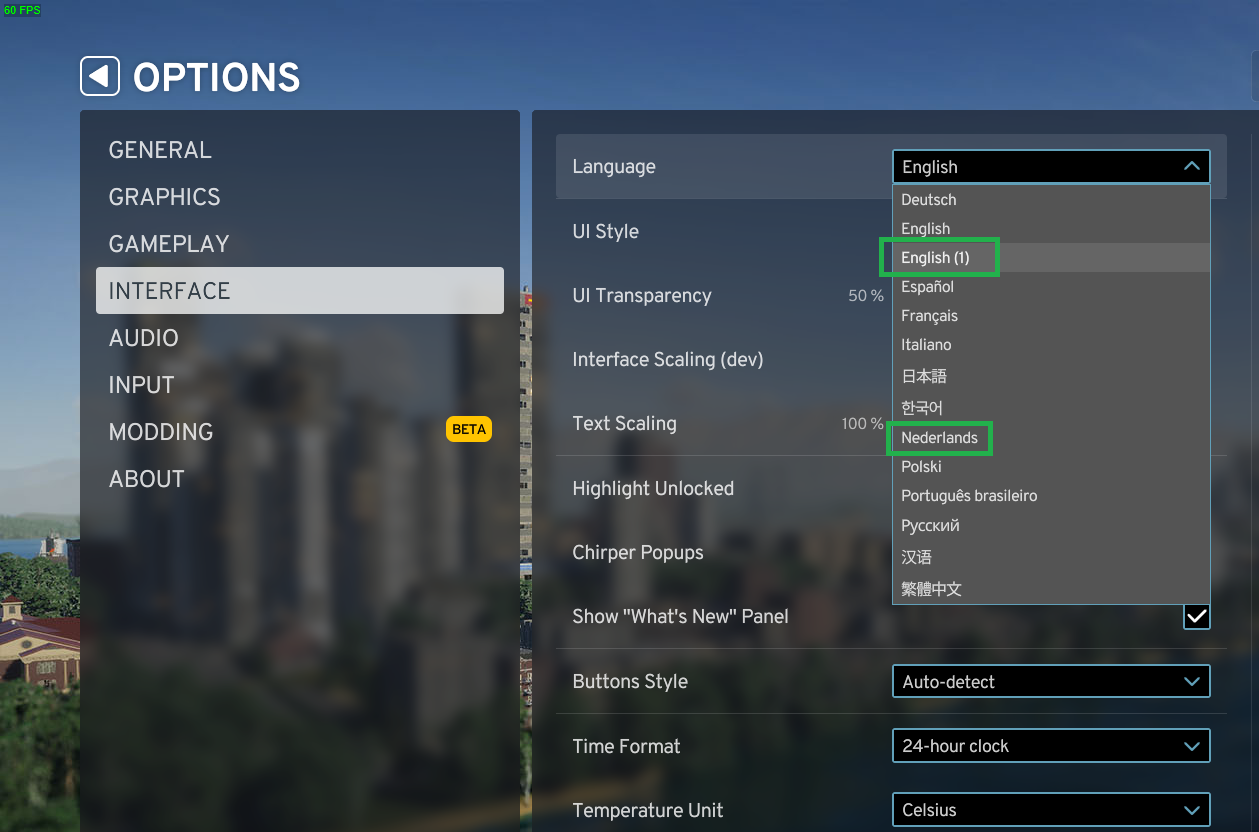 60 FPS
OPTIONS
GENERAL
GRAPHICS
GAMEPLAY
INTERFACE
AUDIO
INPUT
MODDING
BETA
ABOUT
Language
English
Deutsch
English
English (1)
Español
Français
Italiano
日本語
한국어
Nederlands
Polski
Português brasileiro
Русский
汉语
繁體中文
UI Style
UI Transparency
50 %
Interface Scaling (dev)
Text Scaling
100 %
Highlight Unlocked
Chirper Popups
Show "What's New" Panel
Buttons Style
Auto-detect
Time Format
24-hour clock
Temperature Unit
Celsius